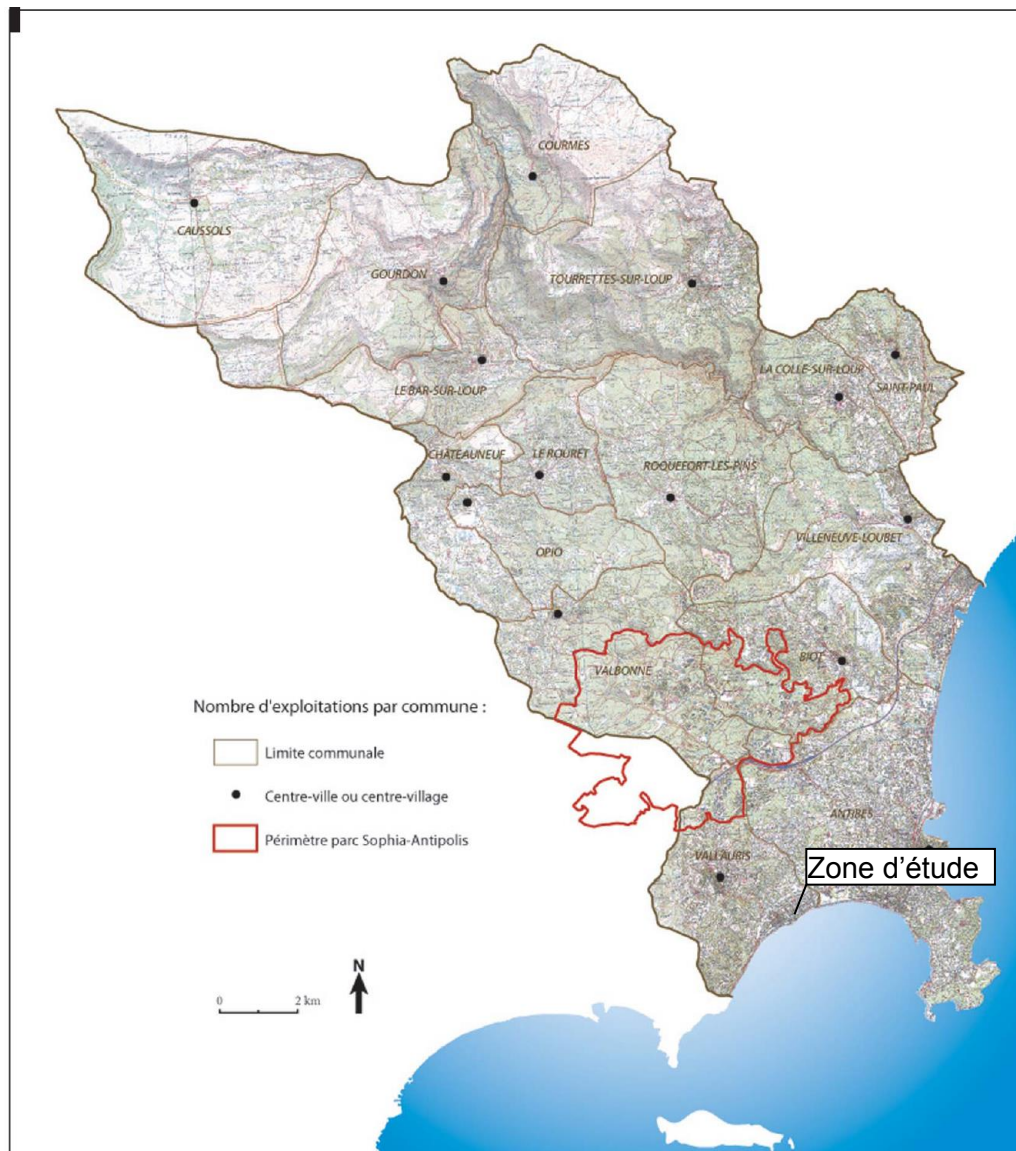 COURMES
CAUSSOLS
GOURDON
TOURRETTES-SUR-LOUP
LA COLLE-SUR-LOUP
SAINT-PAUL
LE BAR-SUR-LOUP
CHÂTEAUNEUF
LE ROURET
ROQUEFORT-LES-PINS
VILLENEUVE-LOUBET
OPIO
BIOT
VALBONNE
Nombre d'exploitations par commune :
Limite communale
Centre-ville ou centre-village
Périmètre parc Sophia-Antipolis
ANTIBES
VALLAURIS
Zone d'étude
N
0 2 km